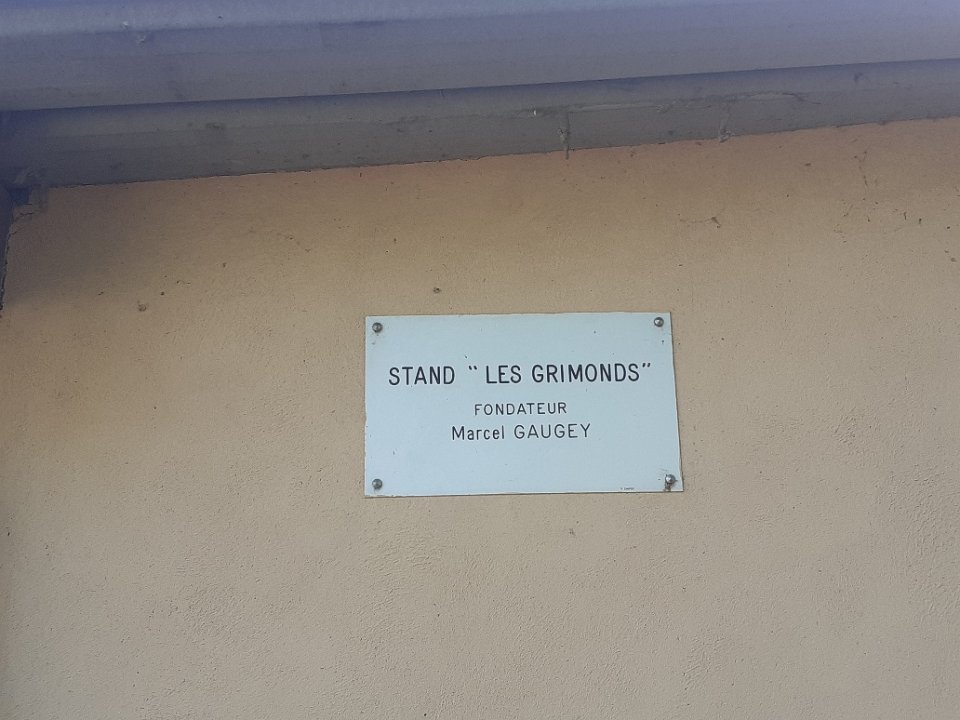 STAND " LES GRIMONDS"
FONDATEUR
Marcel GAUGEY